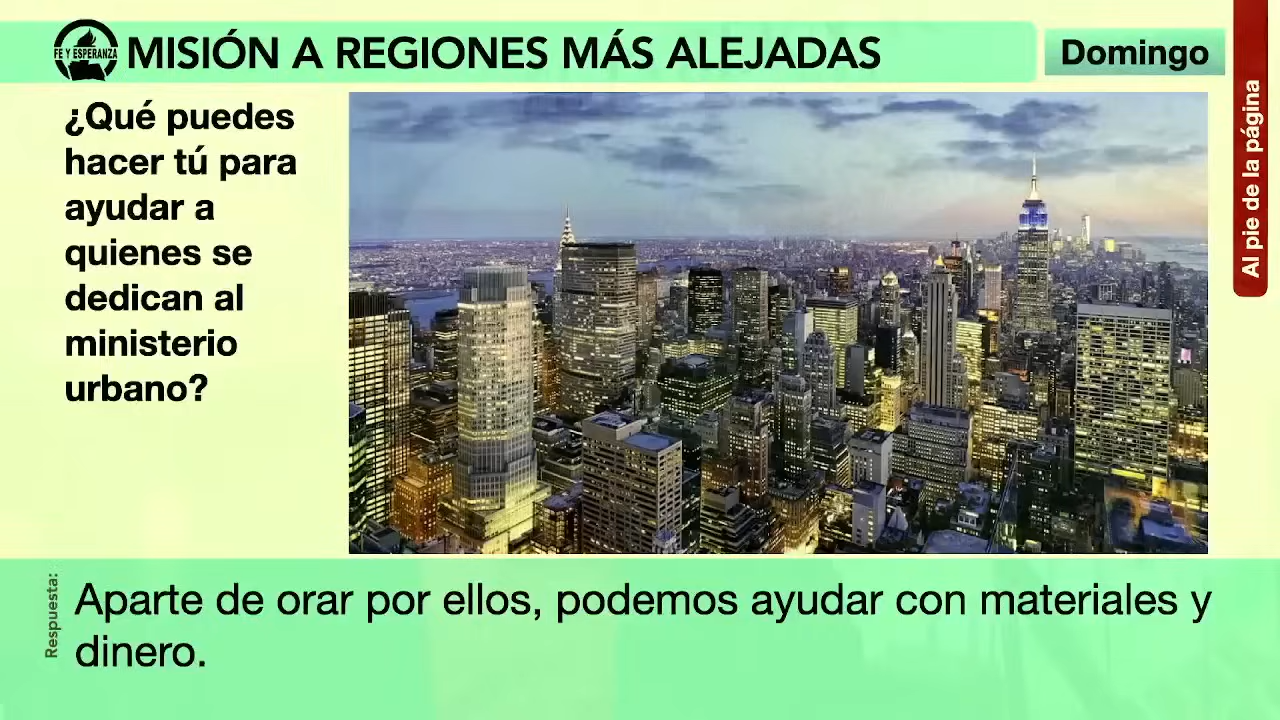 FE Y ESPERANZA
MISIÓN A REGIONES MÁS ALEJADAS
Domingo
Al pie de la página
¿Qué puedes
hacer tú para
ayudar a
quienes se
dedican al
ministerio
urbano?
Respuesta:
Aparte de orar por ellos, podemos ayudar con materiales y
dinero.